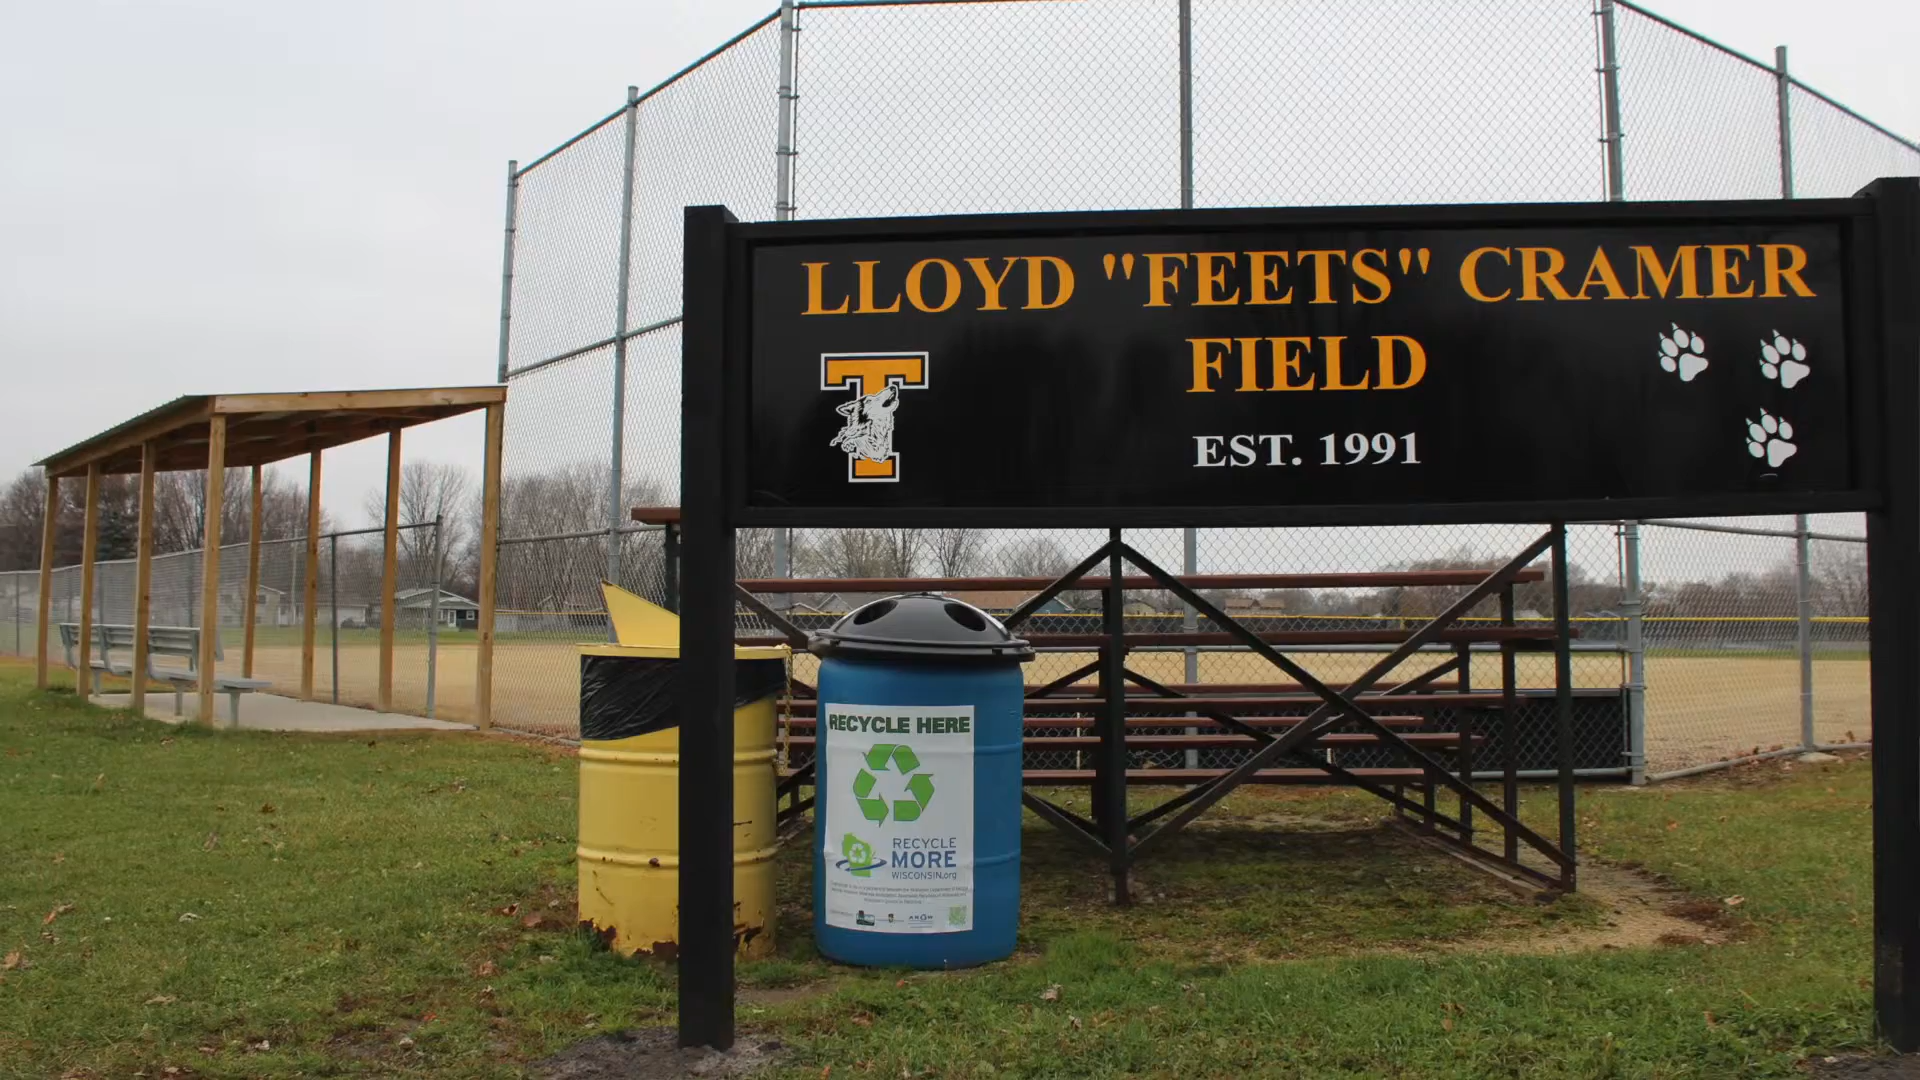 LLOYD "FEETS" CRAMER
FIELD
T
EST. 1991
RECYCLE HERE
RECYCLE
MORE
WISCONSIN.org